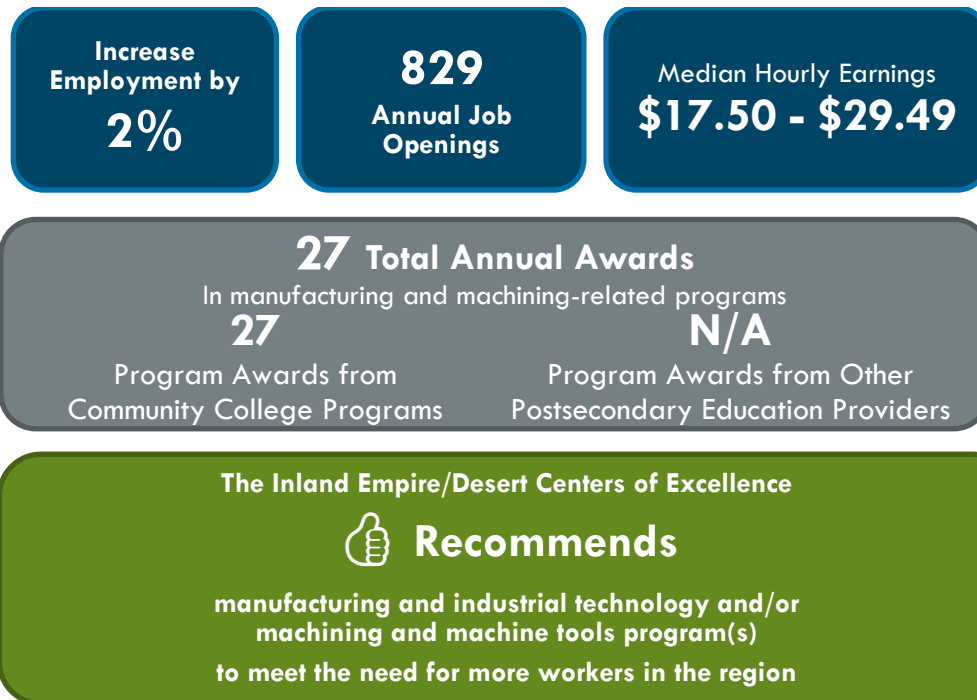 Increase
Employment by
2%
829
Annual Job
Openings
Median Hourly Earnings
$17.50 - $29.49
27 Total Annual Awards
In manufacturing and machining-related programs
27
Program Awards from
Community College Programs
N/A
Program Awards from Other
Postsecondary Education Providers
The Inland Empire/Desert Centers of Excellence
Recommends
manufacturing and industrial technology and/or
machining and machine tools program(s)
to meet the need for more workers in the region